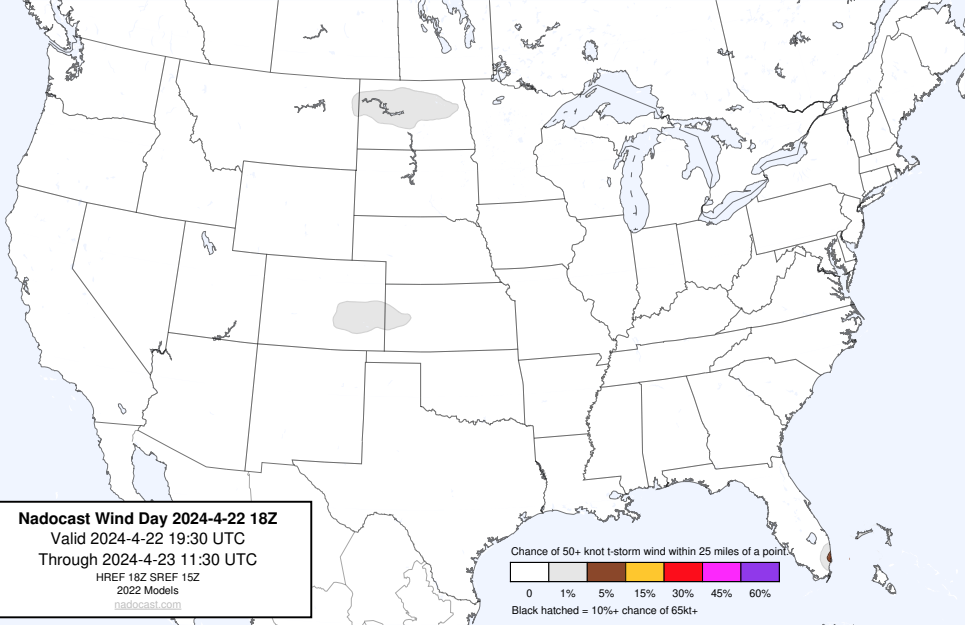 Nadocast Wind Day 2024-4-22 18Z
Valid 2024-4-22 19:30 UTC
Through 2024-4-23 11:30 UTC
HREF 18Z SREF 15Z
2022 Models
nadocast.com
Chance of 50+ knot t-storm wind within 25 miles of a point.
0 1% 5% 15% 30% 45% 60%
Black hatched = 10%+ chance of 65kt+